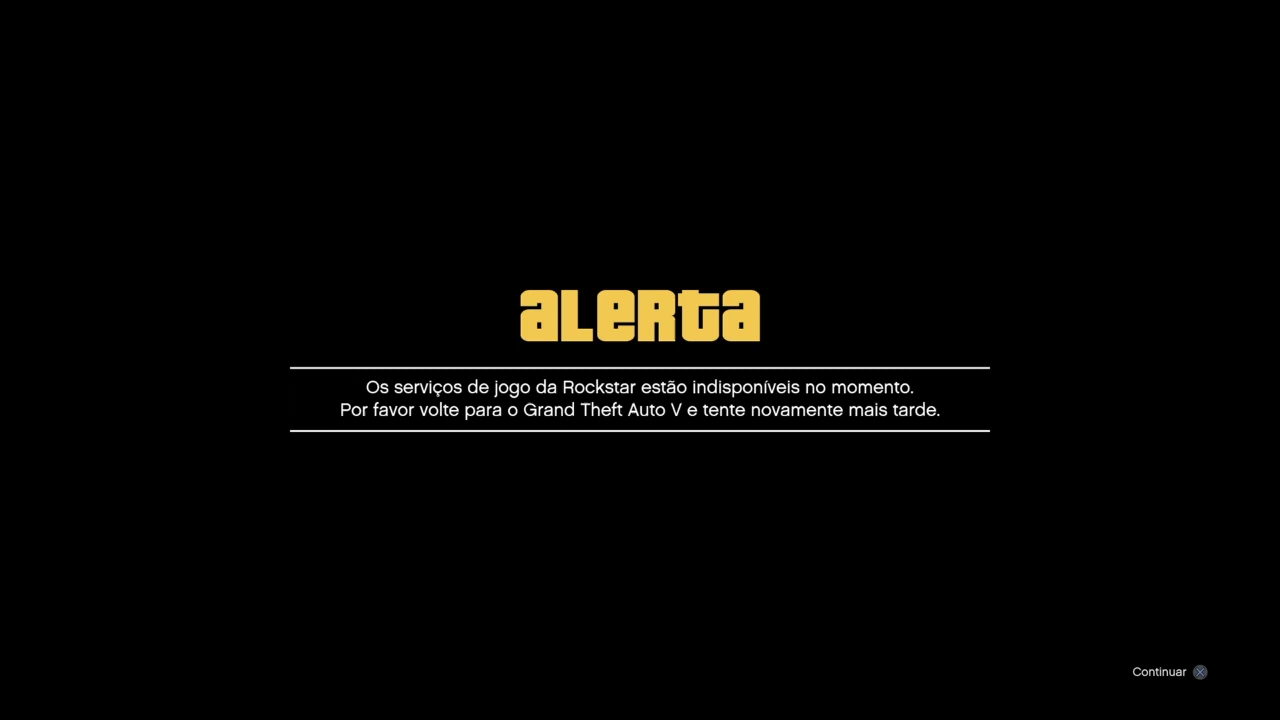 alerta
Os serviços de jogo da Rockstar estão indisponíveis no momento.
Por favor volte para o Grand Theft Auto V e tente novamente mais tarde.
Continuar